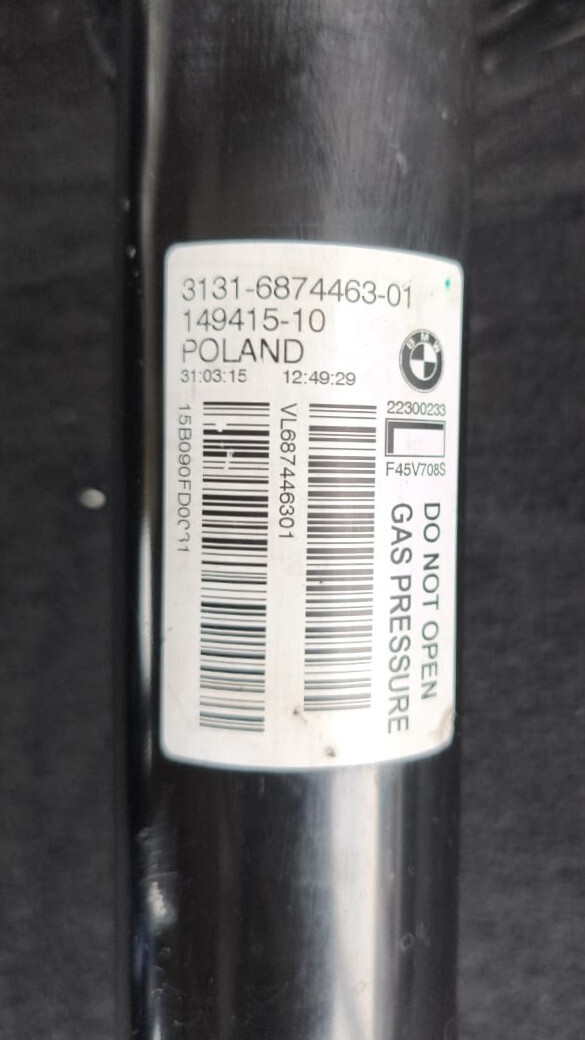 3131-6874463-01
149415-10
POLAND
31:03:15 12:49:29
BMW
22300233
L
F45V708S
VL687446301
DO NOT OPEN
GAS PRESSURE